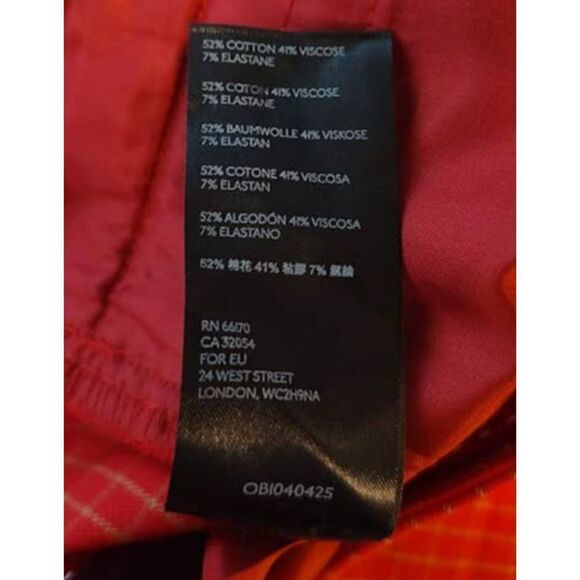 52% COTTON 41% VISCOSE
7% ELASTANE
52% COTON 41% VISCOSE
7% ELASTANE
52% BAUMWOLLE 41% VISKOSE
7% ELASTAN
52% COTONE 41% VISCOSA
7% ELASTAN
52% ALGODÓN 41% VISCOSA
7% ELASTANO
52% 棉花 41% 粘膠 7% 氨綸
RN 66170
CA 32054
FOR EU
24 WEST STREET
LONDON, WC2H9NA
OBI040425